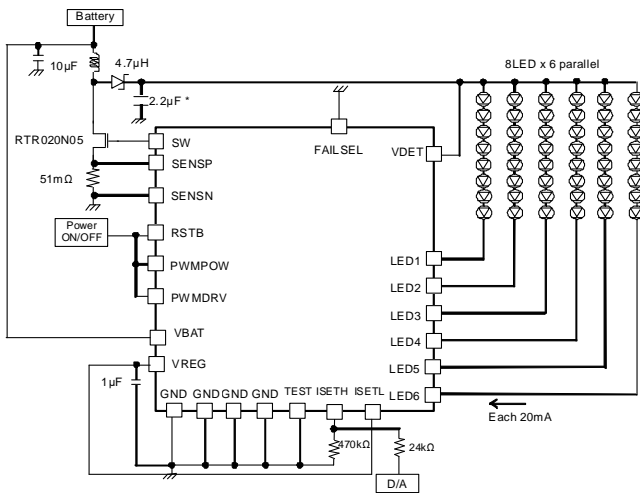 Battery
4.7μH
8LED x 6 parallel
10μF
2.2μF *
RTR020N05
SW
FAILSEL
VDET
SENSP
51mΩ
SENSN
Power
ON/OFF
RSTB
PWMPOW
PWMDRV
LED1
LED2
LED3
LED4
LED5
LED6
VBAT
VREG
1μF
GND GND GND GND TEST ISETH ISETL
Each 20mA
470kΩ
24kΩ
D/A